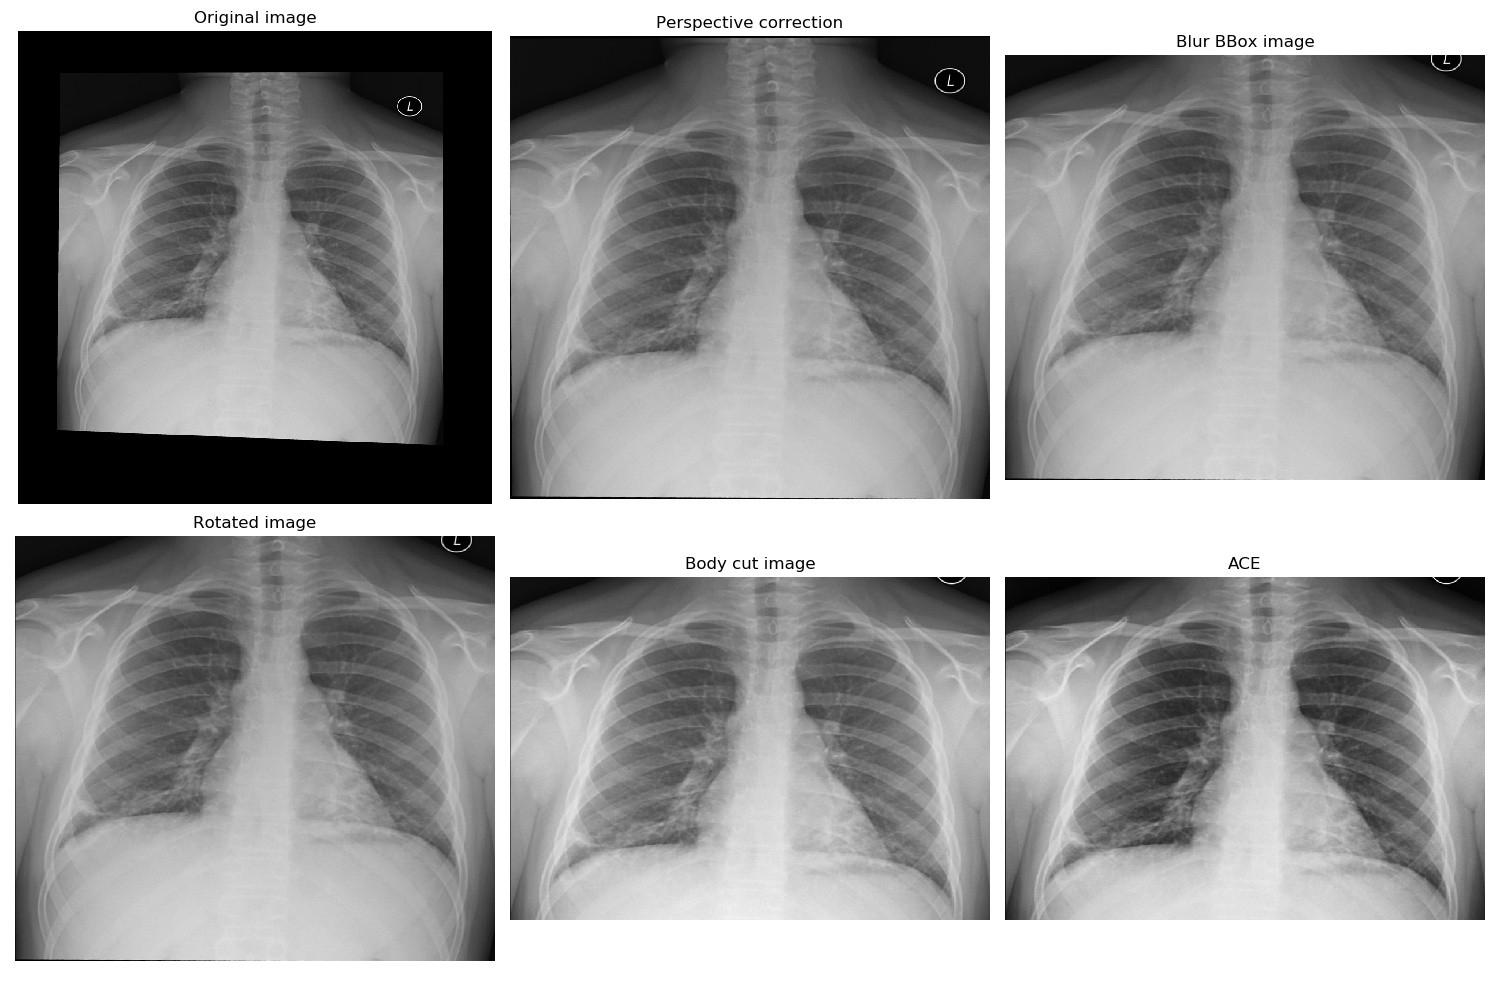 Original image
Perspective correction
Blur BBox image
L
L
L
Rotated image
L
Body cut image
ACE